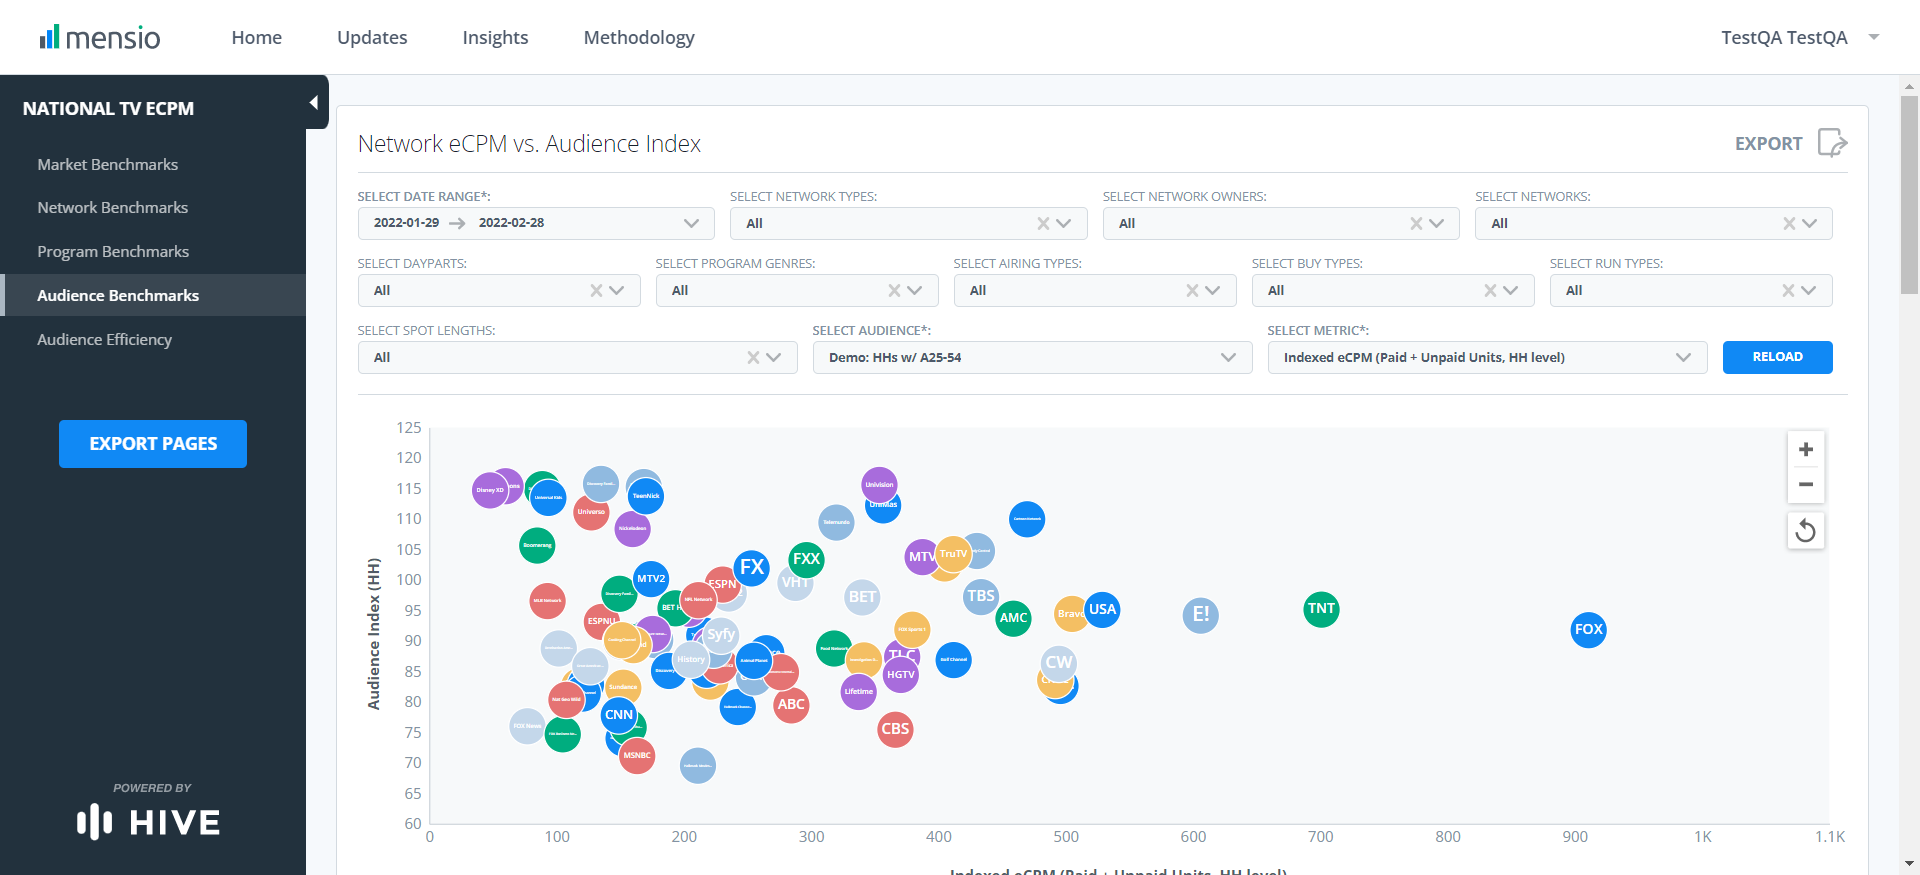 mensio
Home
Updates
Insights
Methodology
TestQA TestQA
NATIONAL TV ECPM
Market Benchmarks
Network Benchmarks
Program Benchmarks
Audience Benchmarks
Audience Efficiency
EXPORT PAGES
POWERED BY
HIVE
Network eCPM vs. Audience Index
EXPORT
SELECT DATE RANGE*:
2022-01-29
2022-02-28
SELECT NETWORK TYPES:
All
SELECT NETWORK OWNERS:
All
SELECT NETWORKS:
All
SELECT DAYPARTS:
All
SELECT PROGRAM GENRES:
All
SELECT AIRING TYPES:
All
SELECT BUY TYPES:
All
SELECT RUN TYPES:
All
SELECT SPOT LENGTHS:
All
SELECT AUDIENCE*:
Demo: HHs w/ A25-54
SELECT METRIC*:
Indexed eCPM (Paid + Unpaid Units, HH level)
RELOAD
Audience Index (HH)
125
120
115
110
105
100
95
90
85
80
75
70
65
60
0
100
200
300
400
500
600
700
800
900
1K
1.1K
Disney XD
Universal Kids
Universo
TeenNick
Nickelodeon
Boomerang
Univision
UniMas
Telemundo
MTV
TruTV
FX
FXX
VH1
MTV2
ESPN
BET
TBS
AMC
Bravo
USA
E!
TNT
FOX
MLB Network
ESPNU
NFL Network
BET H
Syfy
History
Animal Planet
Food Network
FOX Sports 1
TLC
HGTV
Golf Channel
CW
Lifetime
ABC
CBS
Sundance
Nat Geo Wild
CNN
FOX News
MSNBC
Indexed eCPM (Paid + Unpaid Units, HH level)